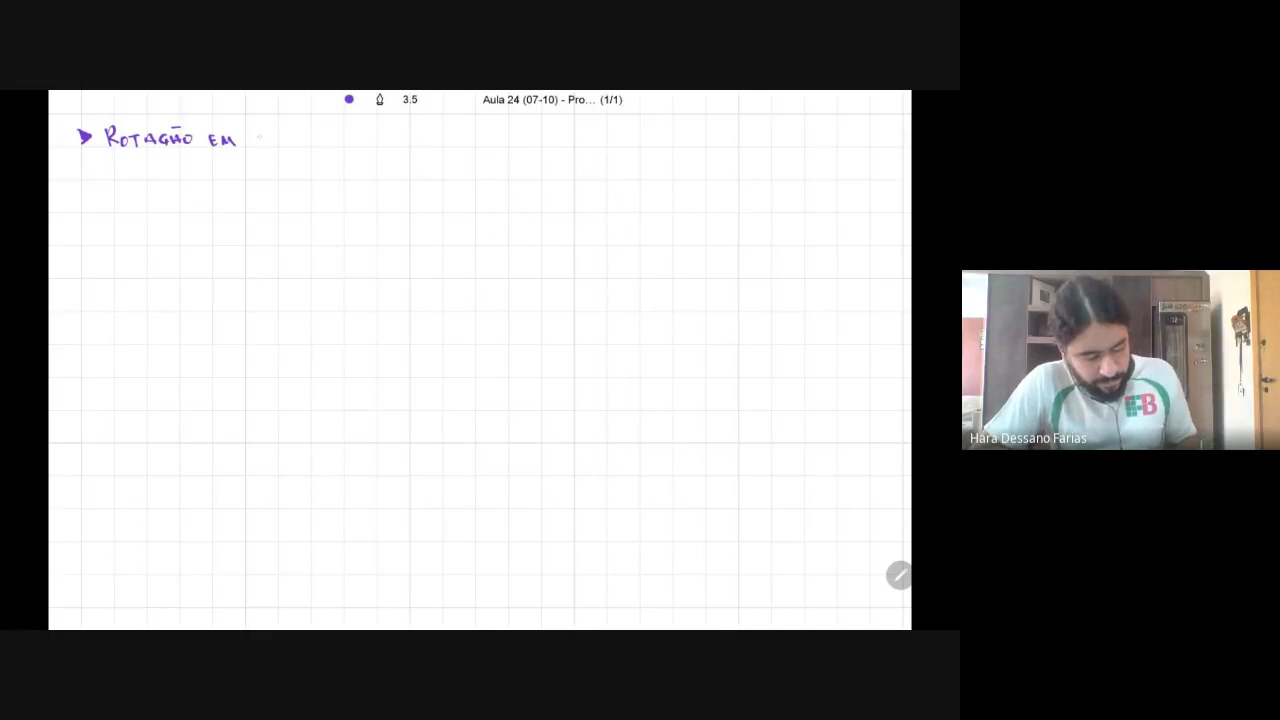 3.5 Aula 24 (07-10) - Pro... (1/1)
ROTAÇÃO EM
Hara Dessano Farias